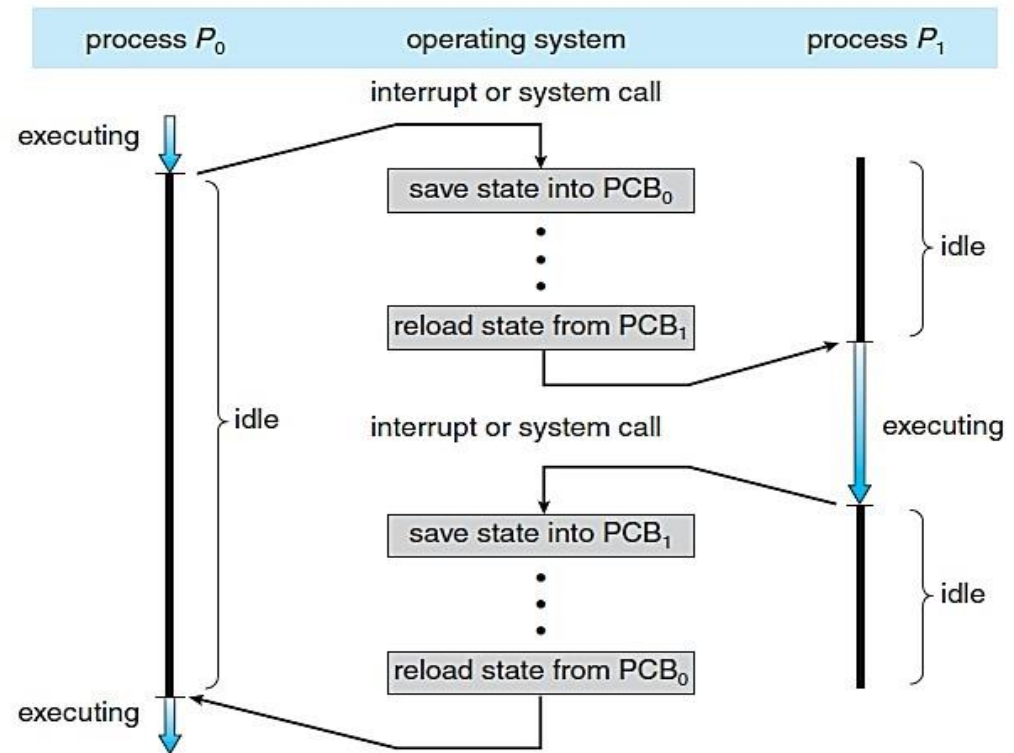 process P₀ operating system process P₁
interrupt or system call
executing
save state into PCB₀
idle
reload state from PCB₁
idle
interrupt or system call
executing
save state into PCB₁
idle
reload state from PCB₀
executing